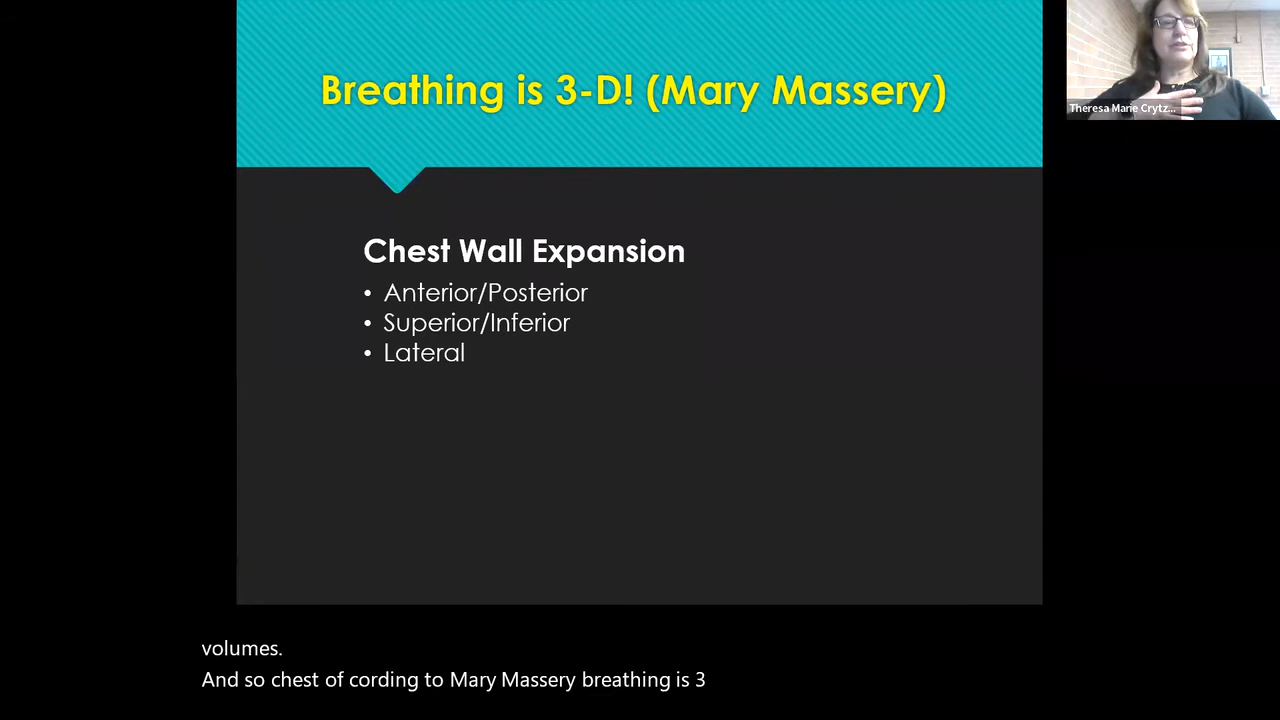 Breathing is 3-D! (Mary Massery)
Theresa Marie Crytz...
Chest Wall Expansion
• Anterior/Posterior
• Superior/Inferior
• Lateral
volumes.
And so chest of cording to Mary Massery breathing is 3